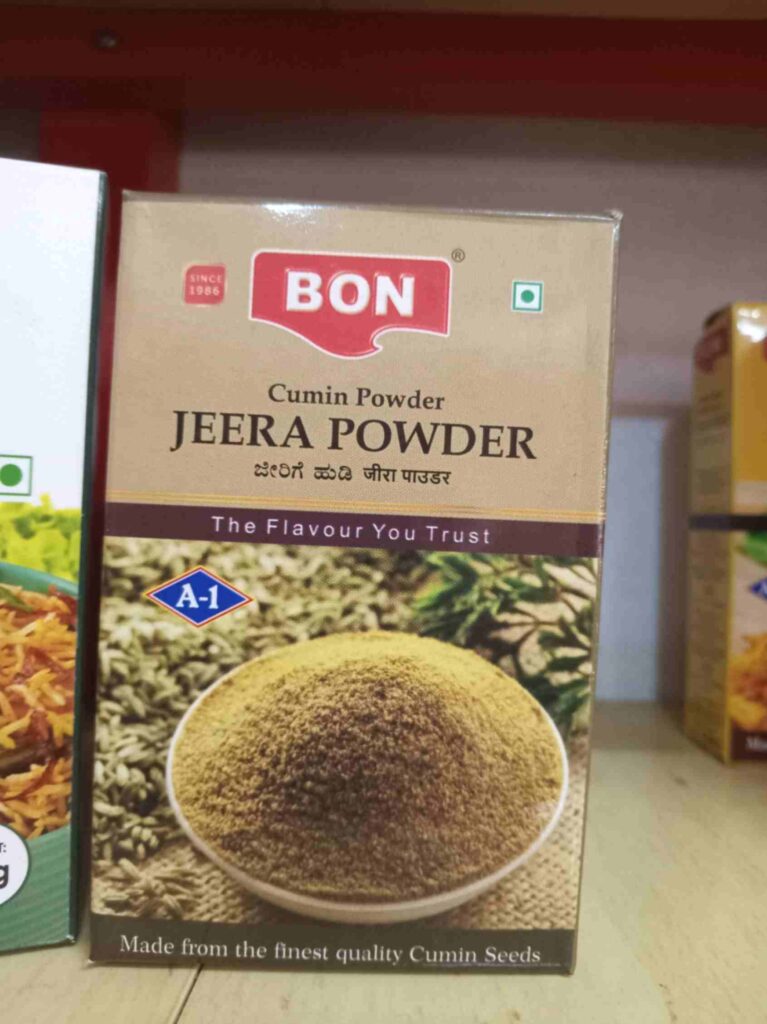 SINCE
1986
BON
®
Cumin Powder
JEERA POWDER
ಜೀರಿಗೆ ಹುಡಿ जीरा पाउडर
The Flavour You Trust
A-1
Made from the finest quality Cumin Seeds
g
BON